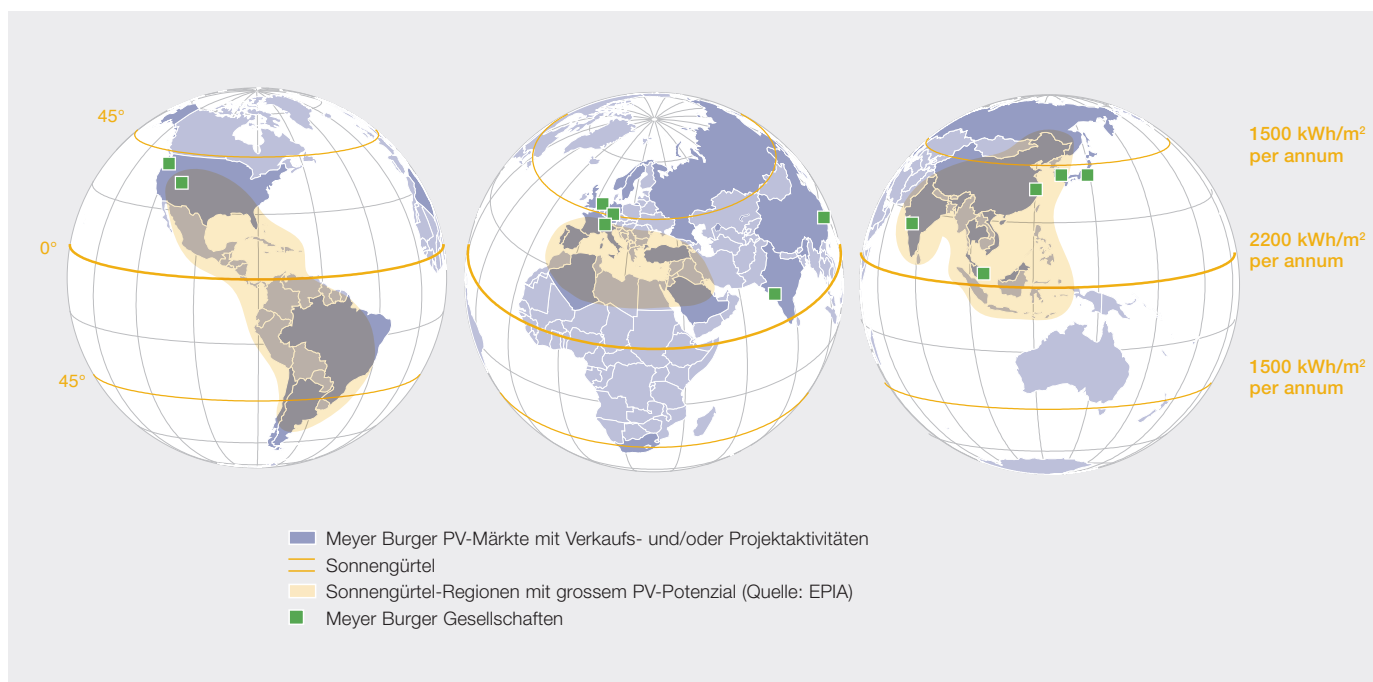 45°
0°
45°
1500 kWh/m²
per annum
2200 kWh/m²
per annum
1500 kWh/m²
per annum
Meyer Burger PV-Märkte mit Verkaufs- und/oder Projektaktivitäten
Sonnengürtel
Sonnengürtel-Regionen mit grossem PV-Potenzial (Quelle: EPIA)
Meyer Burger Gesellschaften